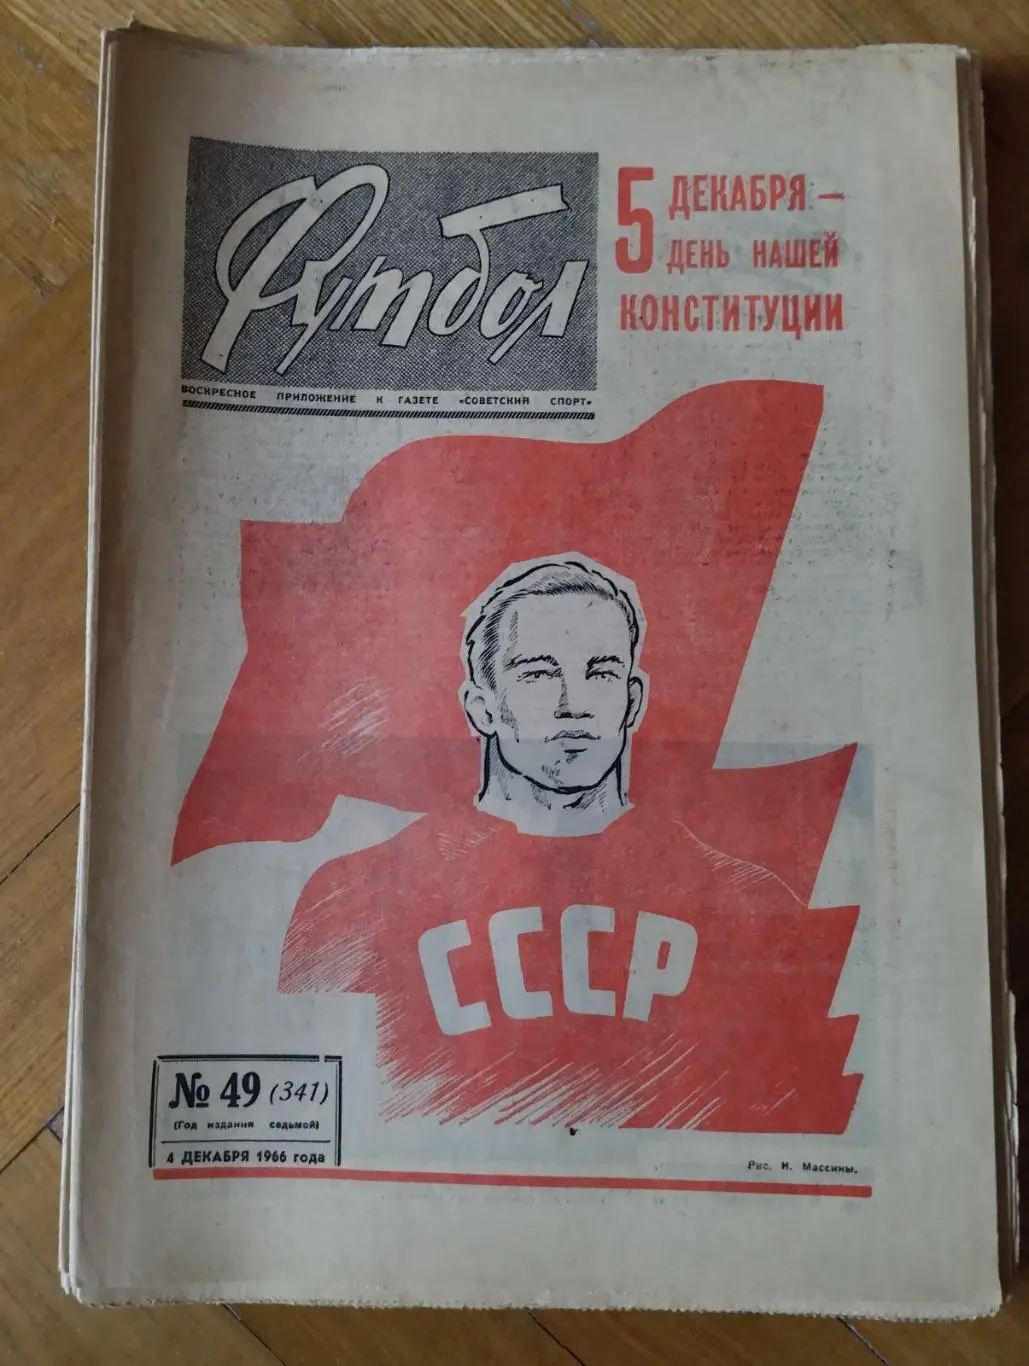 Футбол
ВОСКРЕСНОЕ ПРИЛОЖЕНИЕ К ГАЗЕТЕ «СОВЕТСКИЙ СПОРТ»
5 ДЕКАБРЯ —
ДЕНЬ НАШЕЙ
КОНСТИТУЦИИ
СССР
№ 49 (341)
(Год издания седьмой)
4 ДЕКАБРЯ 1966 года
Рис. И. Массины.